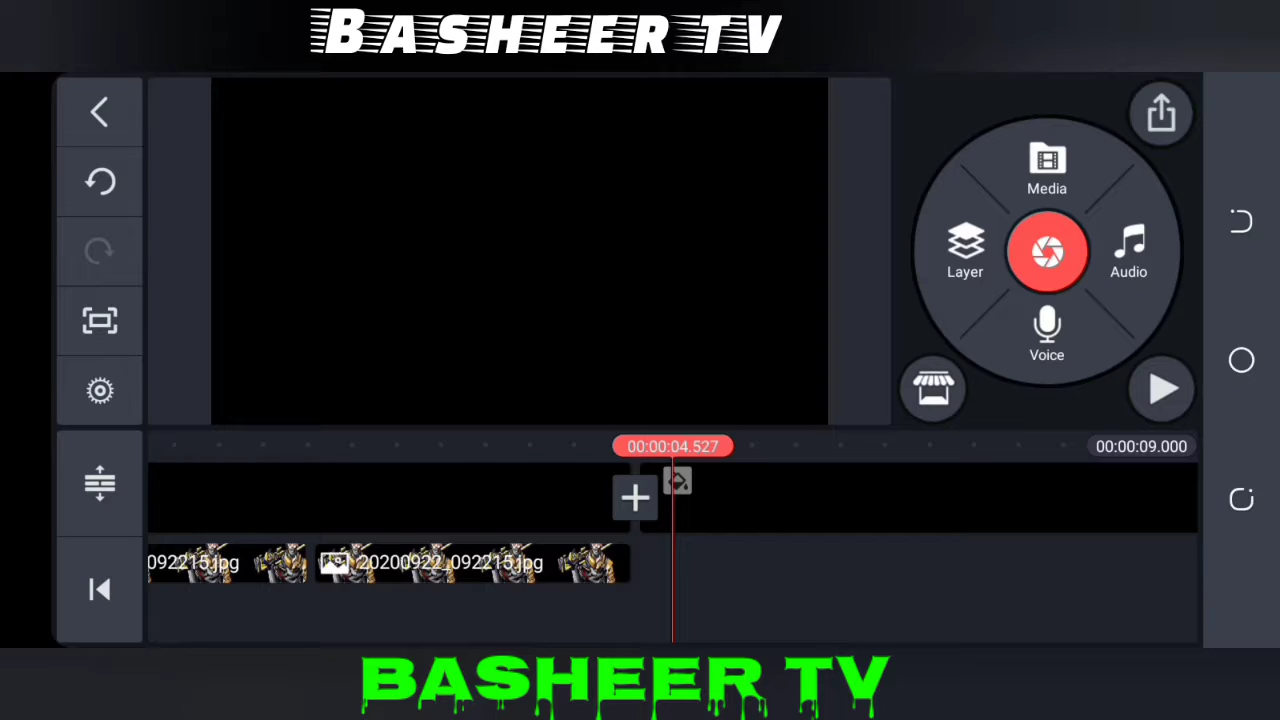 BASHEER TV
Media
Layer
Audio
Voice
00:00:04.527
00:00:09.000
092215.jpg
20200922_092215.jpg
BASHEER TV